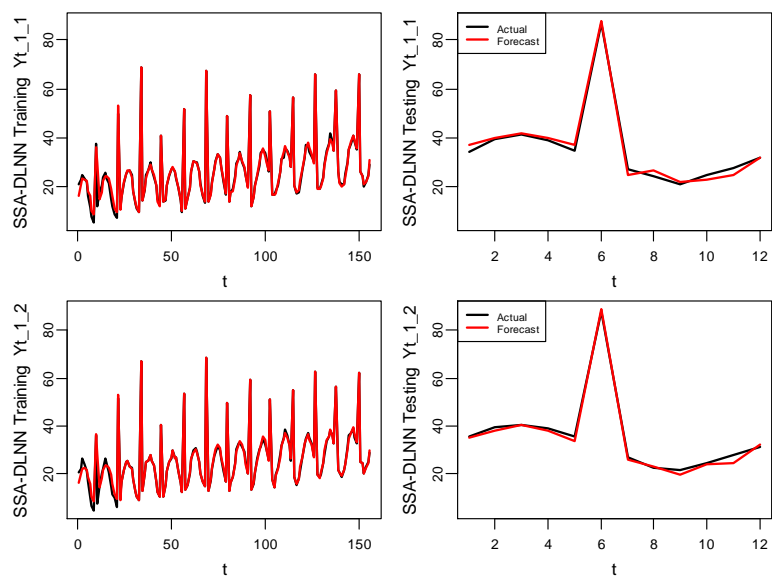 SSA-DLNN Training Yt_1_1
20 40 60 80
0 50 100 150
t
SSA-DLNN Testing Yt_1_1
20 40 60 80
Actual
Forecast
2 4 6 8 10 12
t
SSA-DLNN Training Yt_1_2
20 40 60 80
0 50 100 150
t
SSA-DLNN Testing Yt_1_2
20 40 60 80
Actual
Forecast
2 4 6 8 10 12
t